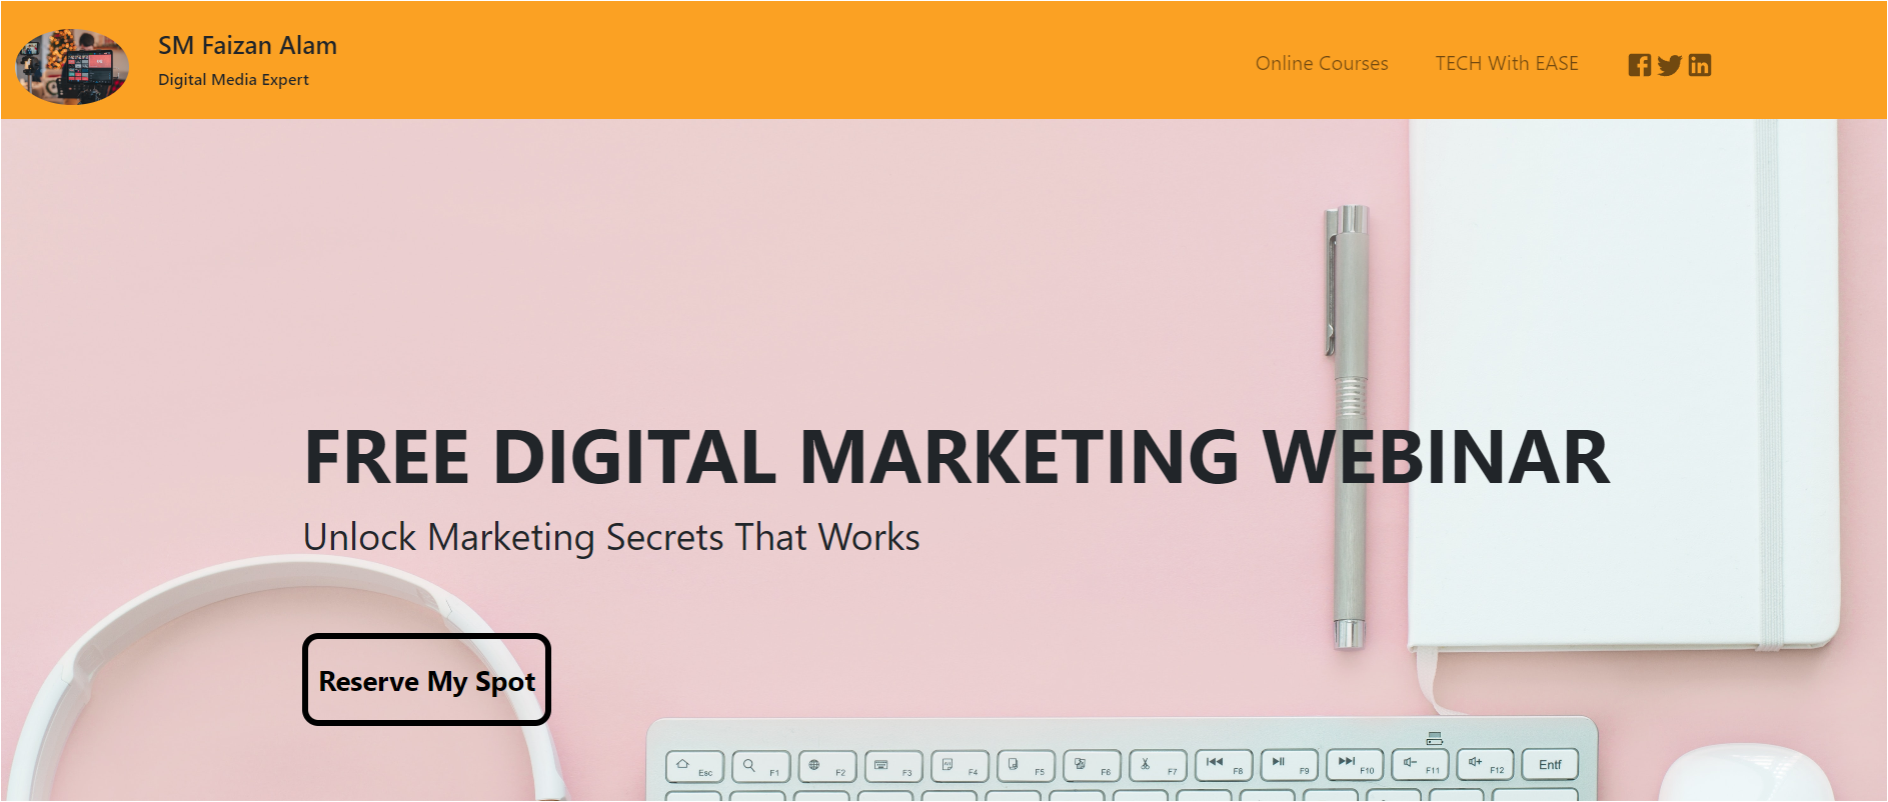 SM Faizan Alam
Digital Media Expert
Online Courses TECH With EASE
FREE DIGITAL MARKETING WEBINAR
Unlock Marketing Secrets That Works
Reserve My Spot
Esc F1 F2 F3 F4 F5 F6 F7 F8 F9 F10 F11 F12 Entf